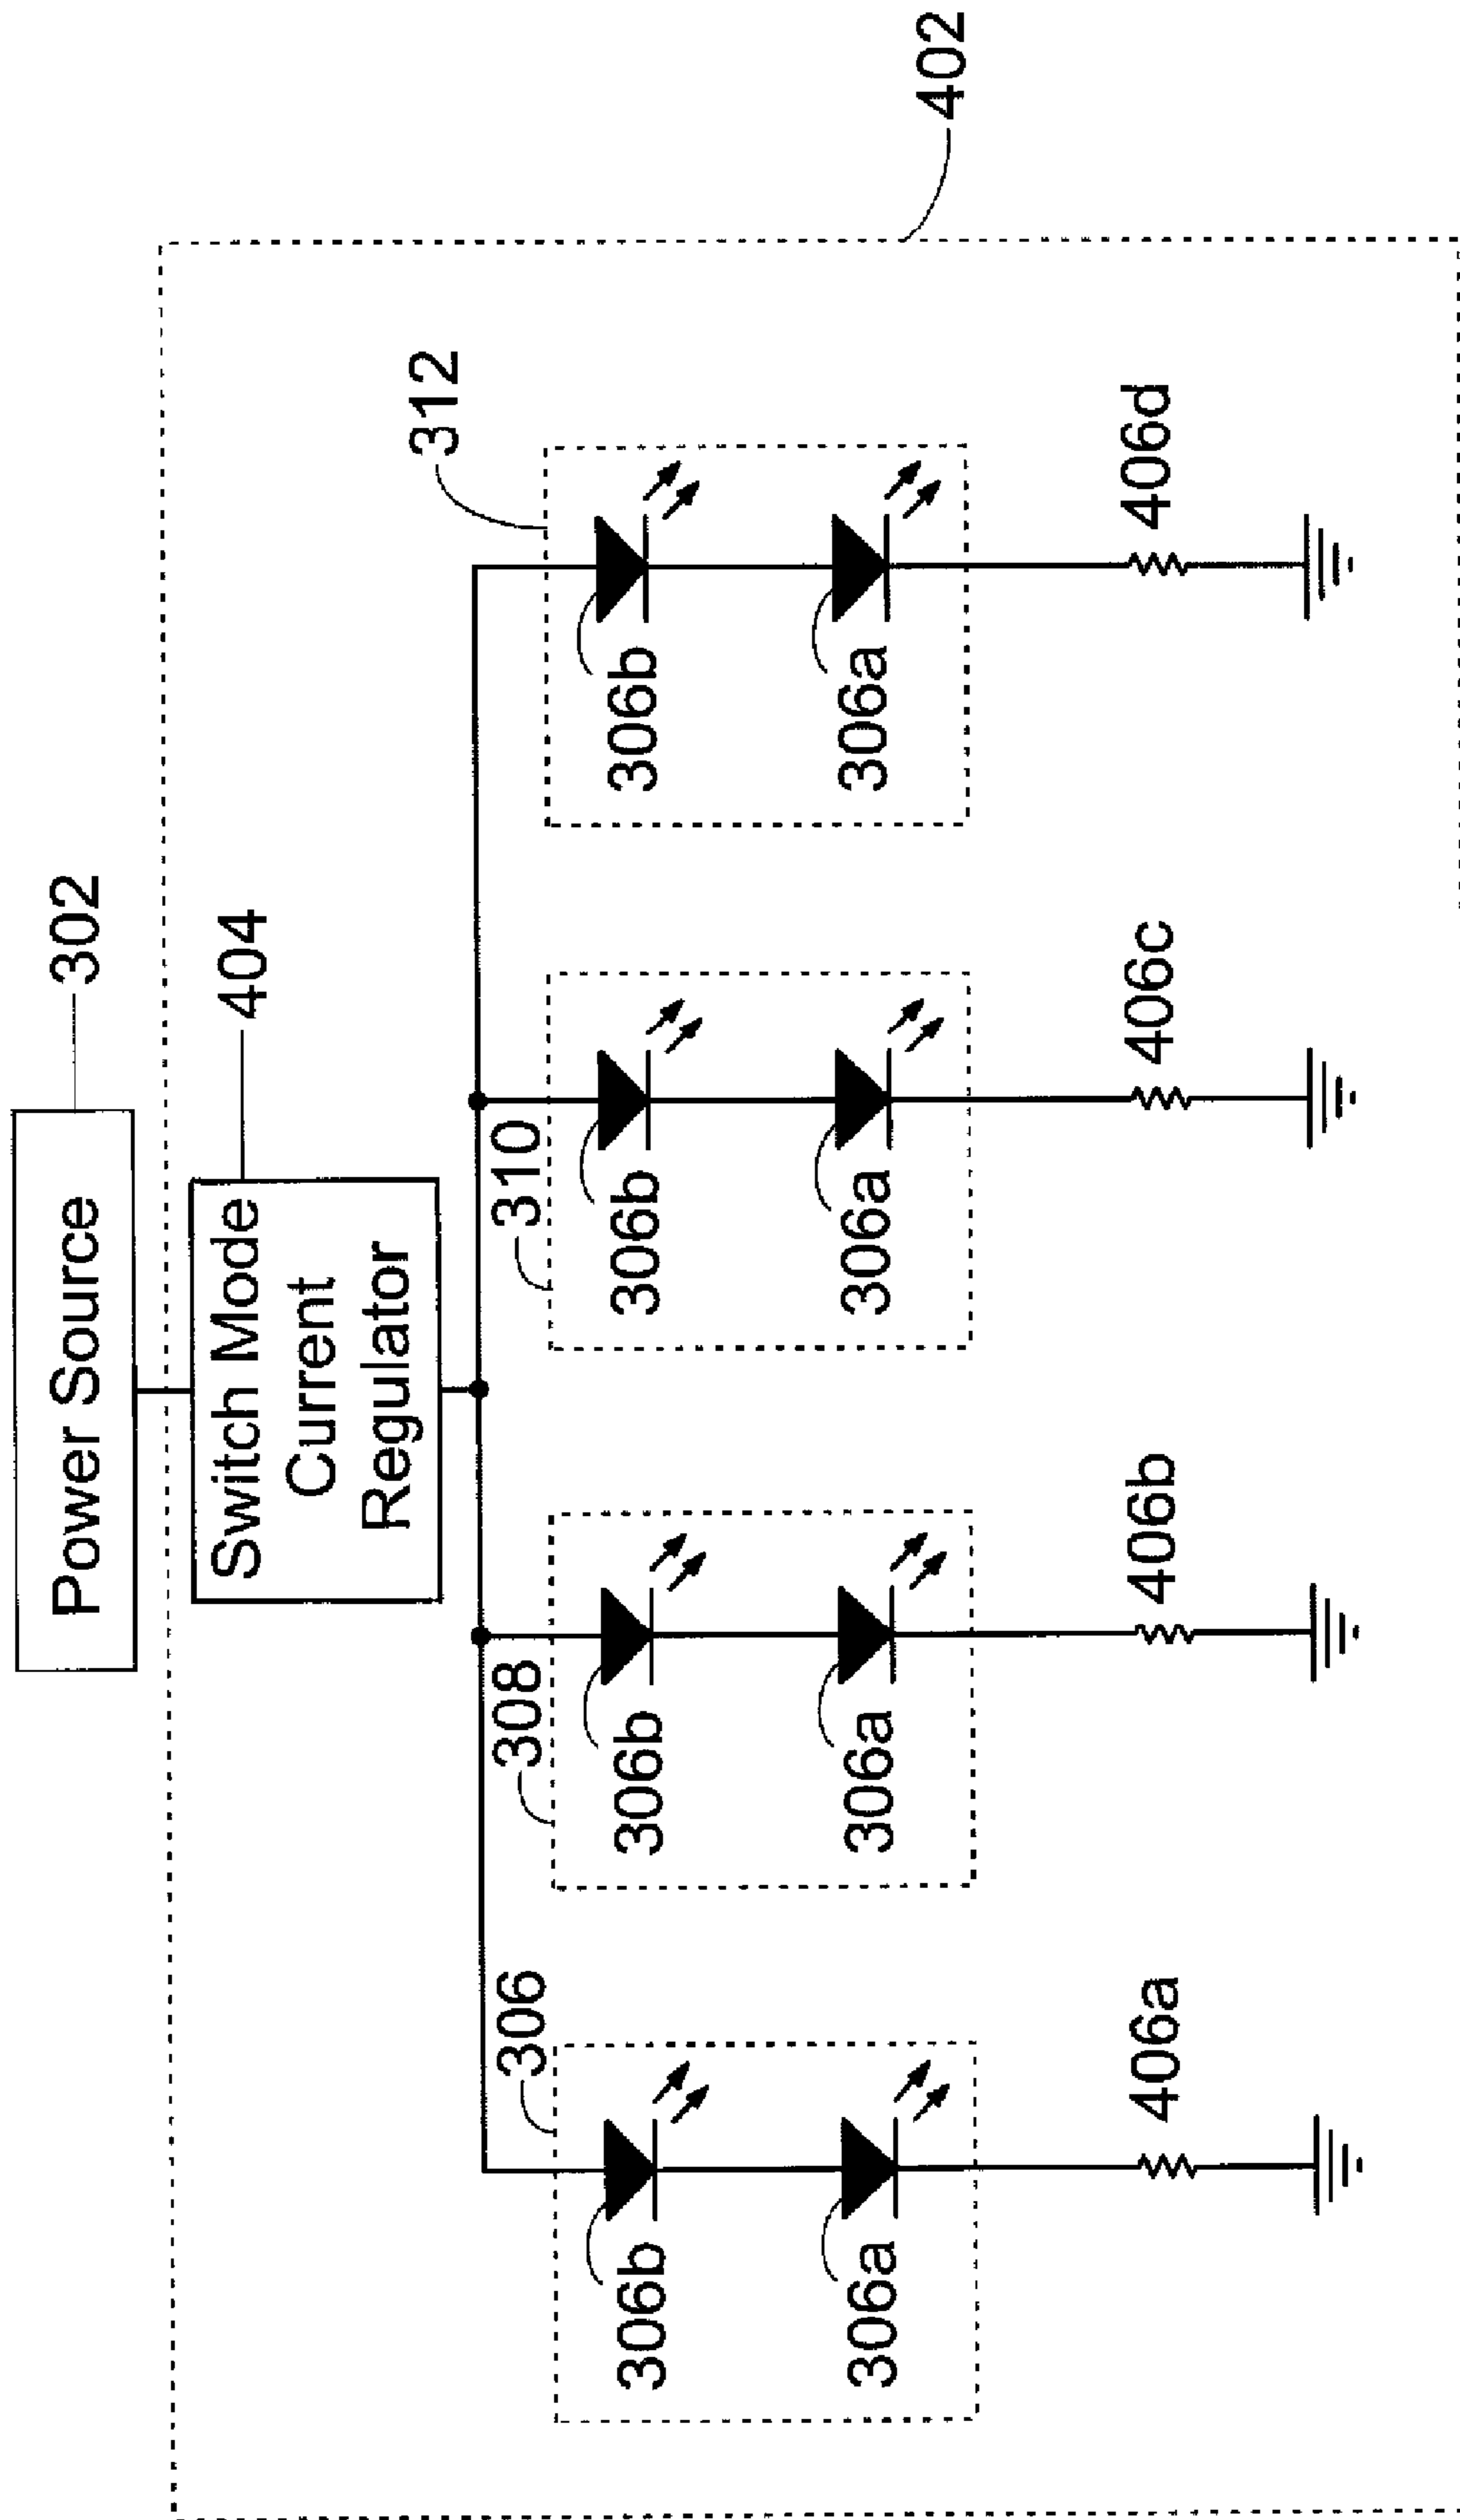 Power Source
302
Switch Mode
Current
Regulator
404
402
306
308
310
312
306b
306b
306b
306b
306a
306a
306a
306a
406a
406b
406c
406d